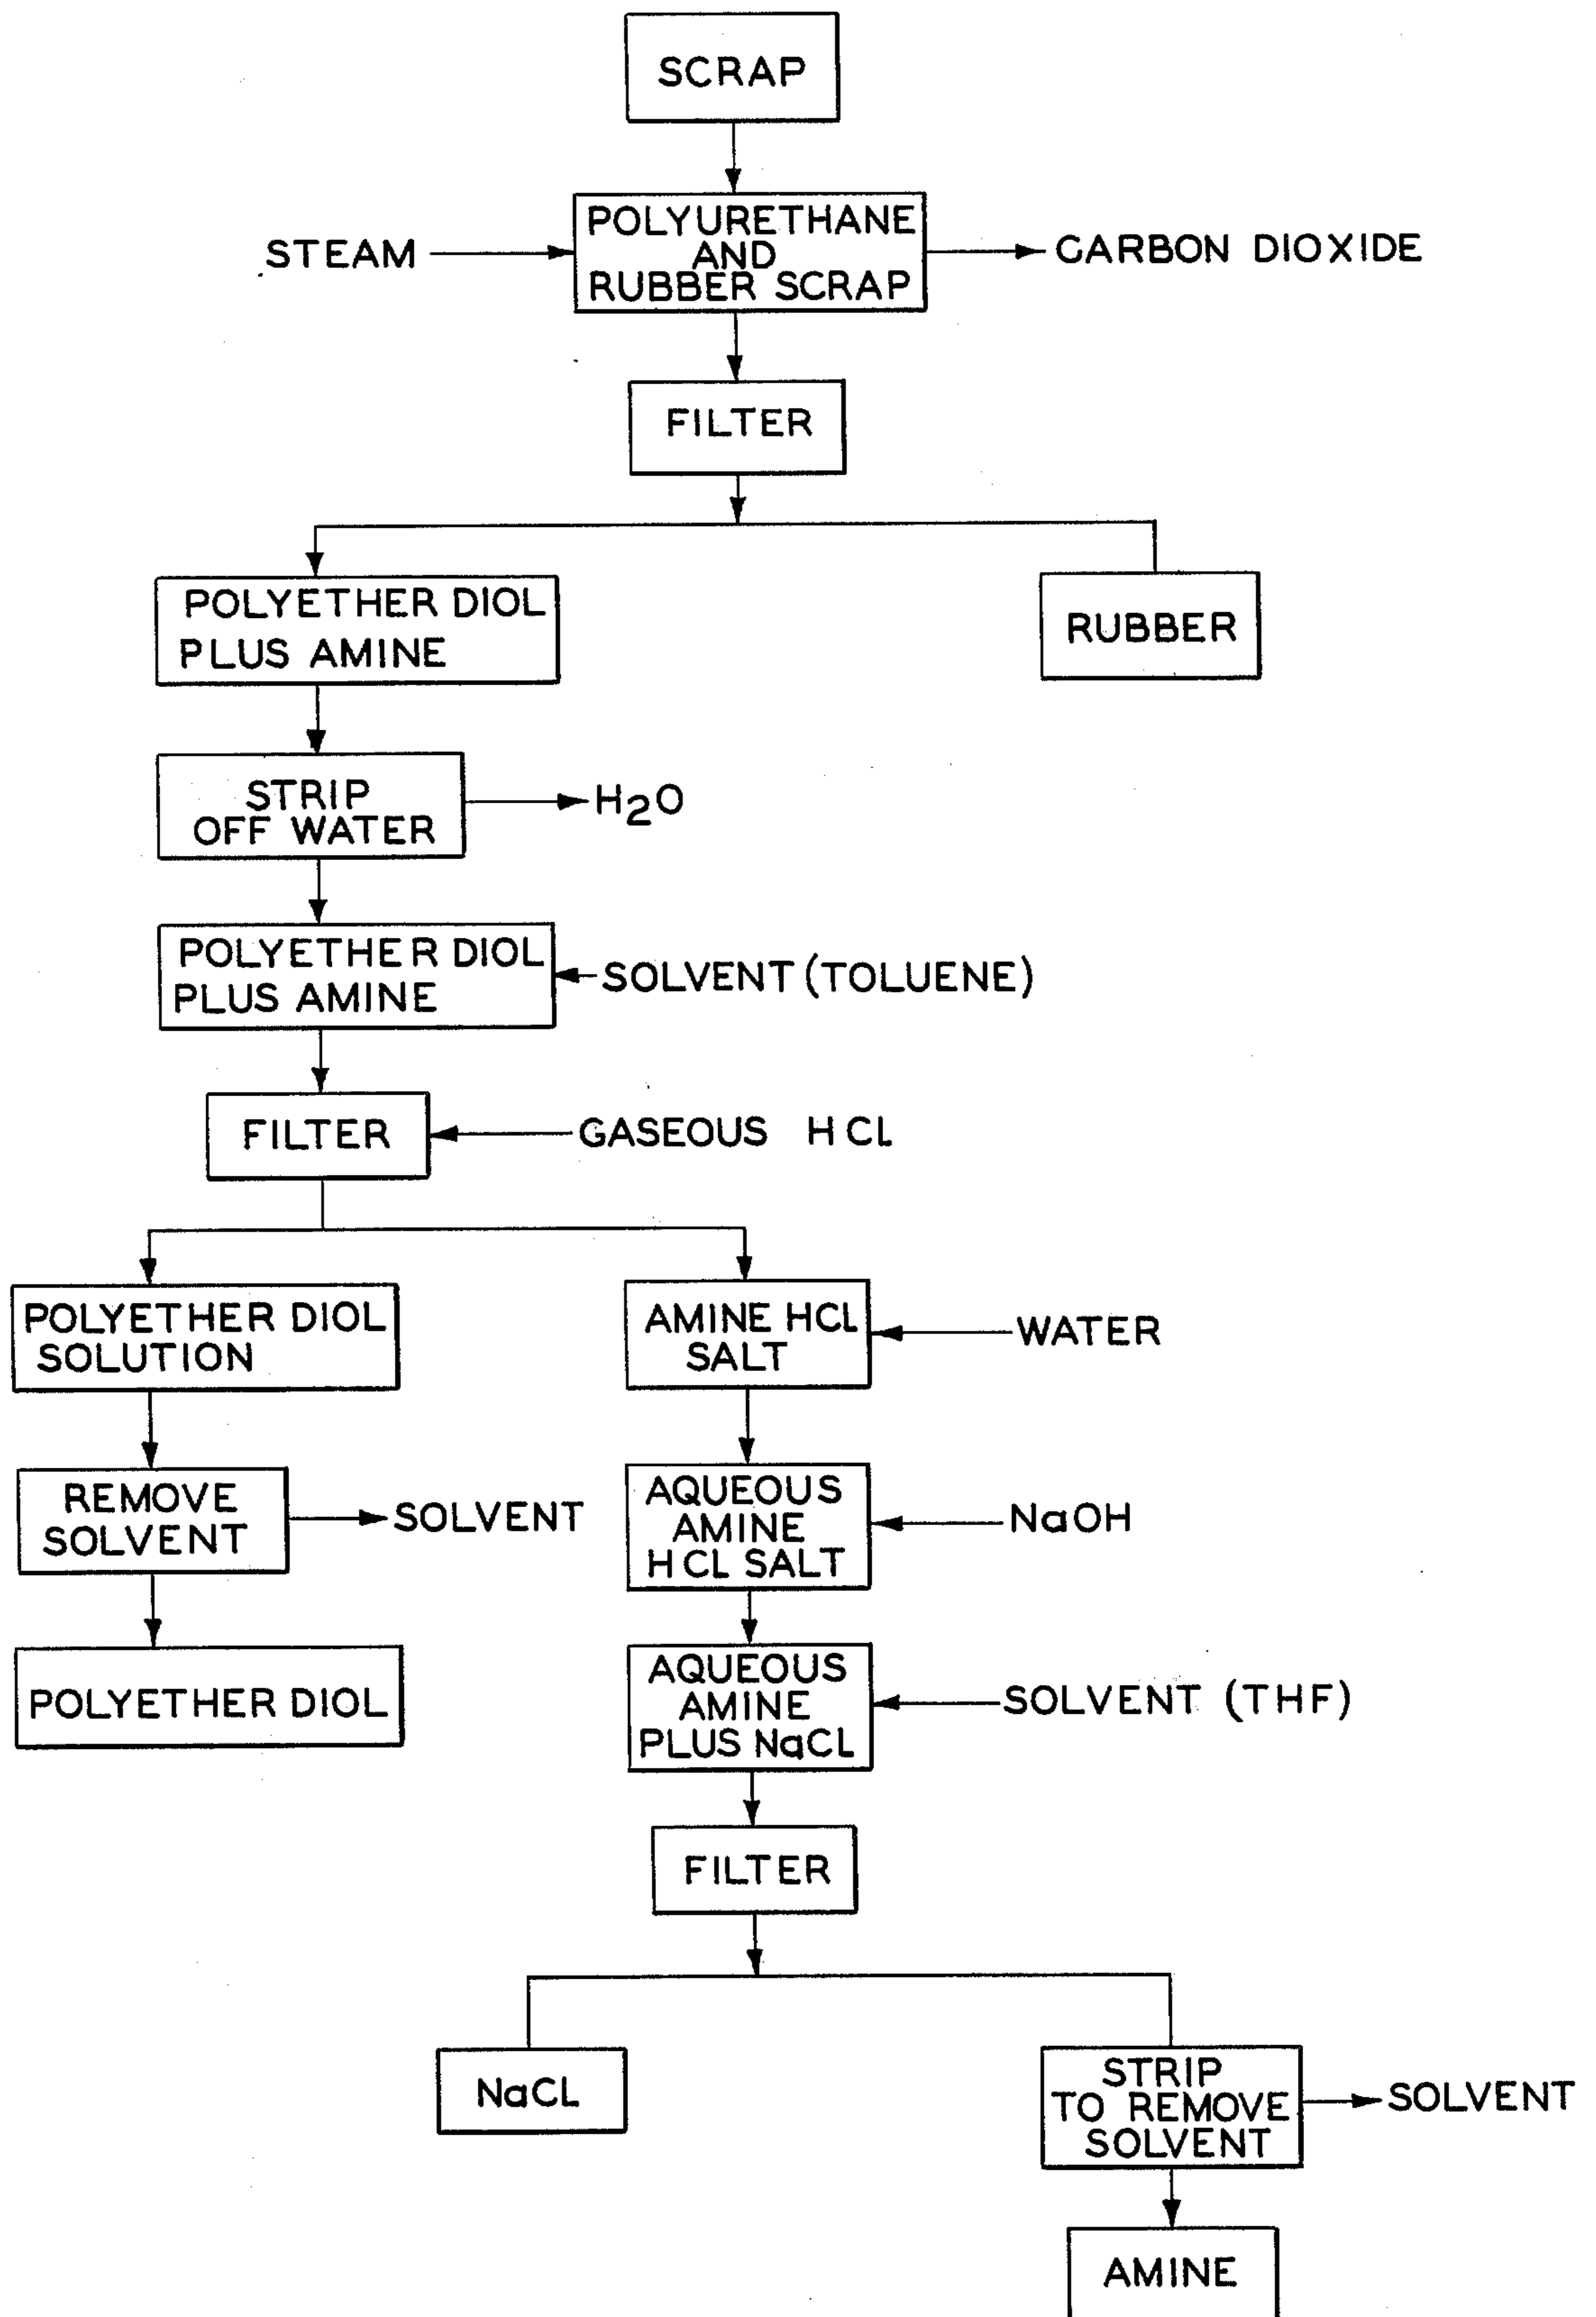 SCRAP
STEAM
POLYURETHANE
AND
RUBBER SCRAP
CARBON DIOXIDE
FILTER
POLYETHER DIOL
PLUS AMINE
RUBBER
STRIP
OFF WATER
H2O
POLYETHER DIOL
PLUS AMINE
SOLVENT (TOLUENE)
FILTER
GASEOUS HCL
POLYETHER DIOL
SOLUTION
AMINE HCL
SALT
WATER
REMOVE
SOLVENT
SOLVENT
AQUEOUS
AMINE
HCL SALT
NaOH
POLYETHER DIOL
AQUEOUS
AMINE
PLUS NaCL
SOLVENT (THF)
FILTER
NaCL
STRIP
TO REMOVE
SOLVENT
SOLVENT
AMINE